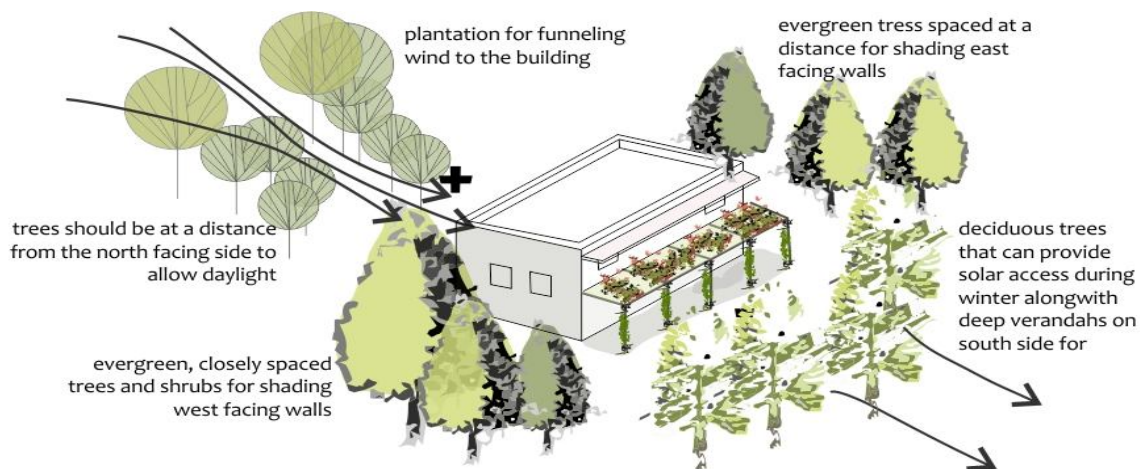 plantation for funneling
wind to the building
evergreen tress spaced at a
distance for shading east
facing walls
trees should be at a distance
from the north facing side to
allow daylight
deciduous trees
that can provide
solar access during
winter alongwith
deep verandahs on
south side for
evergreen, closely spaced
trees and shrubs for shading
west facing walls